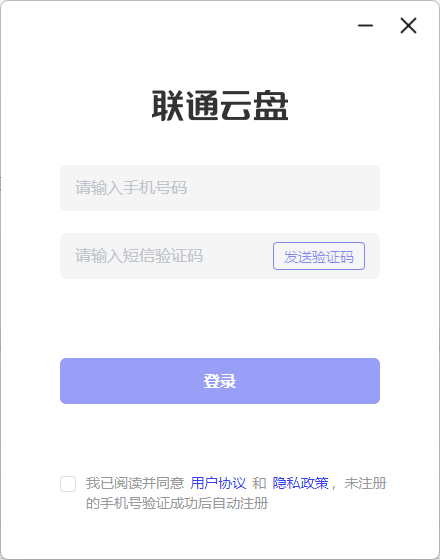 联通云盘
请输入手机号码
请输入短信验证码
发送验证码
登录
我已阅读并同意 用户协议 和 隐私政策，未注册
的手机号验证成功后自动注册